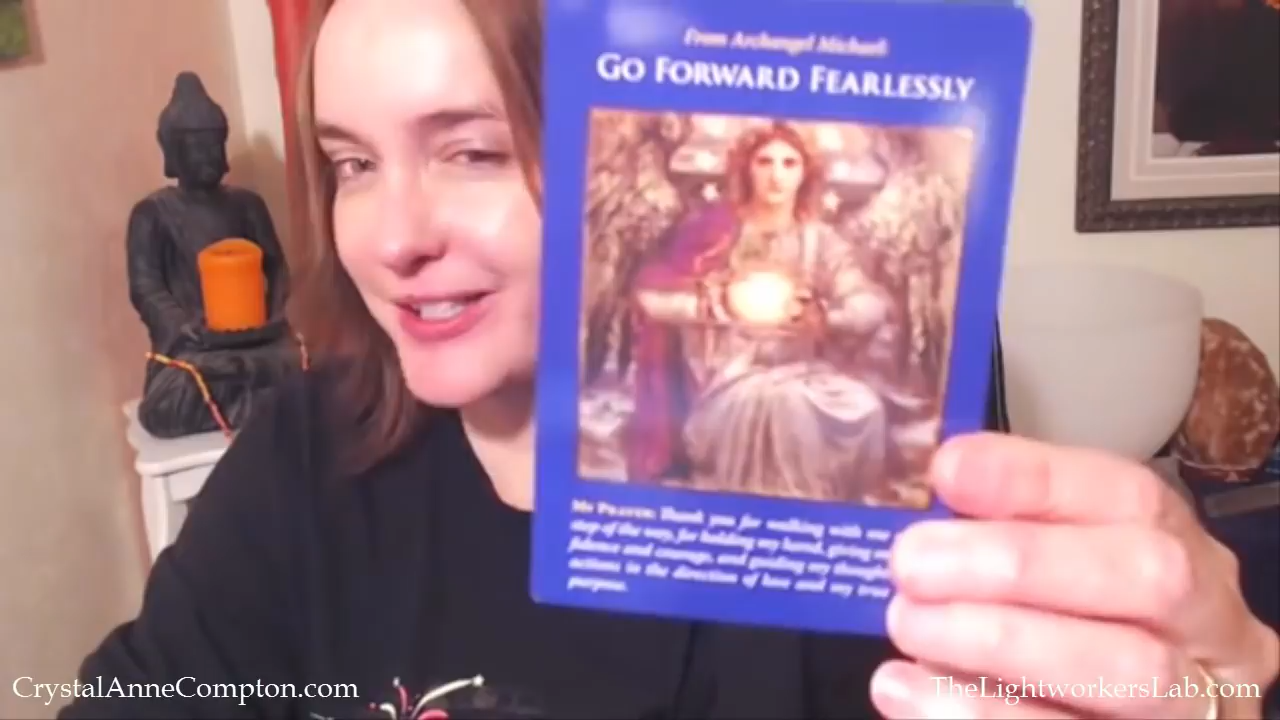 From Archangel Michael:
GO FORWARD FEARLESSLY
MY PRAYER: Thank you for walking with me
step of the way, for holding my hand, giving
and courage, and guiding my
actions in the direction of love and my true
purpose.
CrystalAnneCompton.com
TheLightworkersLab.com